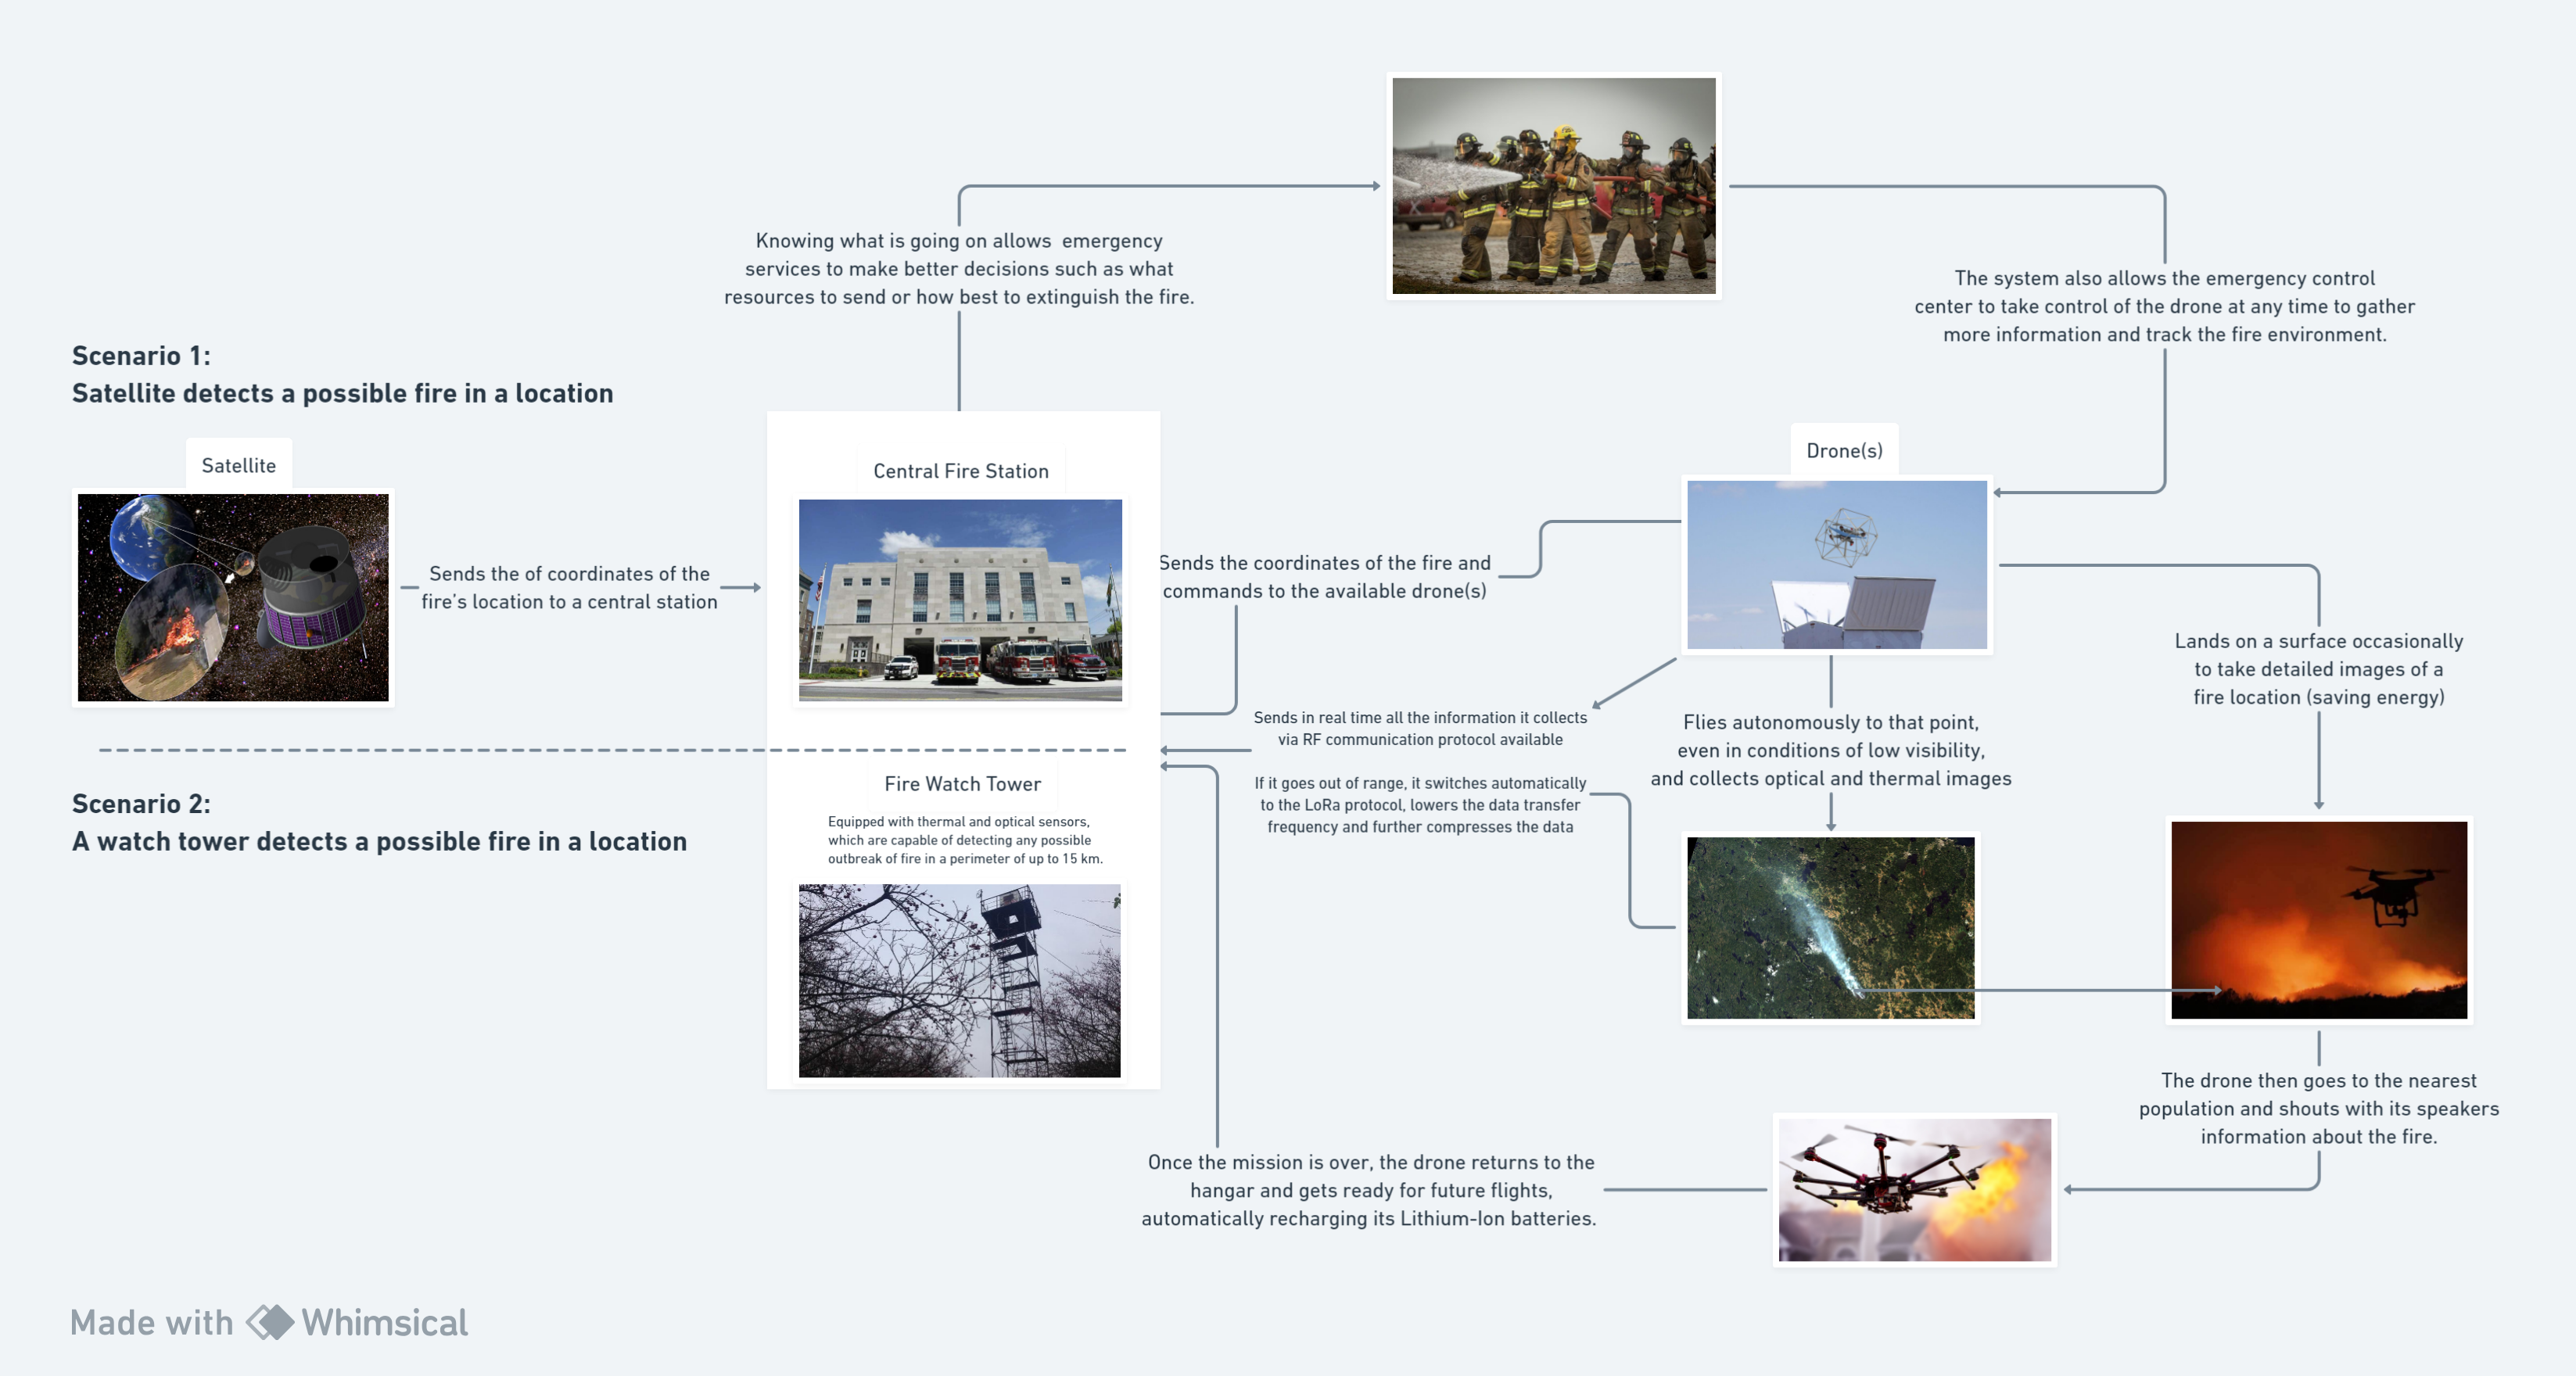 Knowing what is going on allows  emergency
services to make better decisions such as what
resources to send or how best to extinguish the fire.
The system also allows the emergency control
center to take control of the drone at any time to gather
more information and track the fire environment.
Scenario 1:
Satellite detects a possible fire in a location
Satellite
Sends the of coordinates of the
fire's location to a central station
Central Fire Station
Sends the coordinates of the fire and
commands to the available drone(s)
Drone(s)
Lands on a surface occasionally
to take detailed images of a
fire location (saving energy)
Sends in real time all the information it collects
via RF communication protocol available
Flies autonomously to that point,
even in conditions of low visibility,
and collects optical and thermal images
If it goes out of range, it switches automatically
to the LoRa protocol, lowers the data transfer
frequency and further compresses the data
Scenario 2:
A watch tower detects a possible fire in a location
Fire Watch Tower
Equipped with thermal and optical sensors,
which are capable of detecting any possible
outbreak of fire in a perimeter of up to 15 km.
The drone then goes to the nearest
population and shouts with its speakers
information about the fire.
Once the mission is over, the drone returns to the
hangar and gets ready for future flights,
automatically recharging its Lithium-Ion batteries.
Made with Whimsical